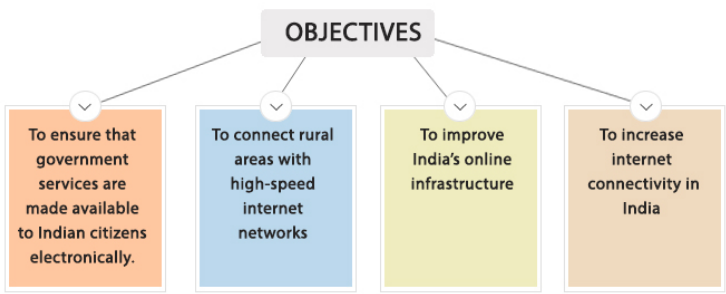 OBJECTIVES
To ensure that
government
services are
made available
to Indian citizens
electronically.
To connect rural
areas with
high-speed
internet
networks
To improve
India's online
infrastructure
To increase
internet
connectivity in
India